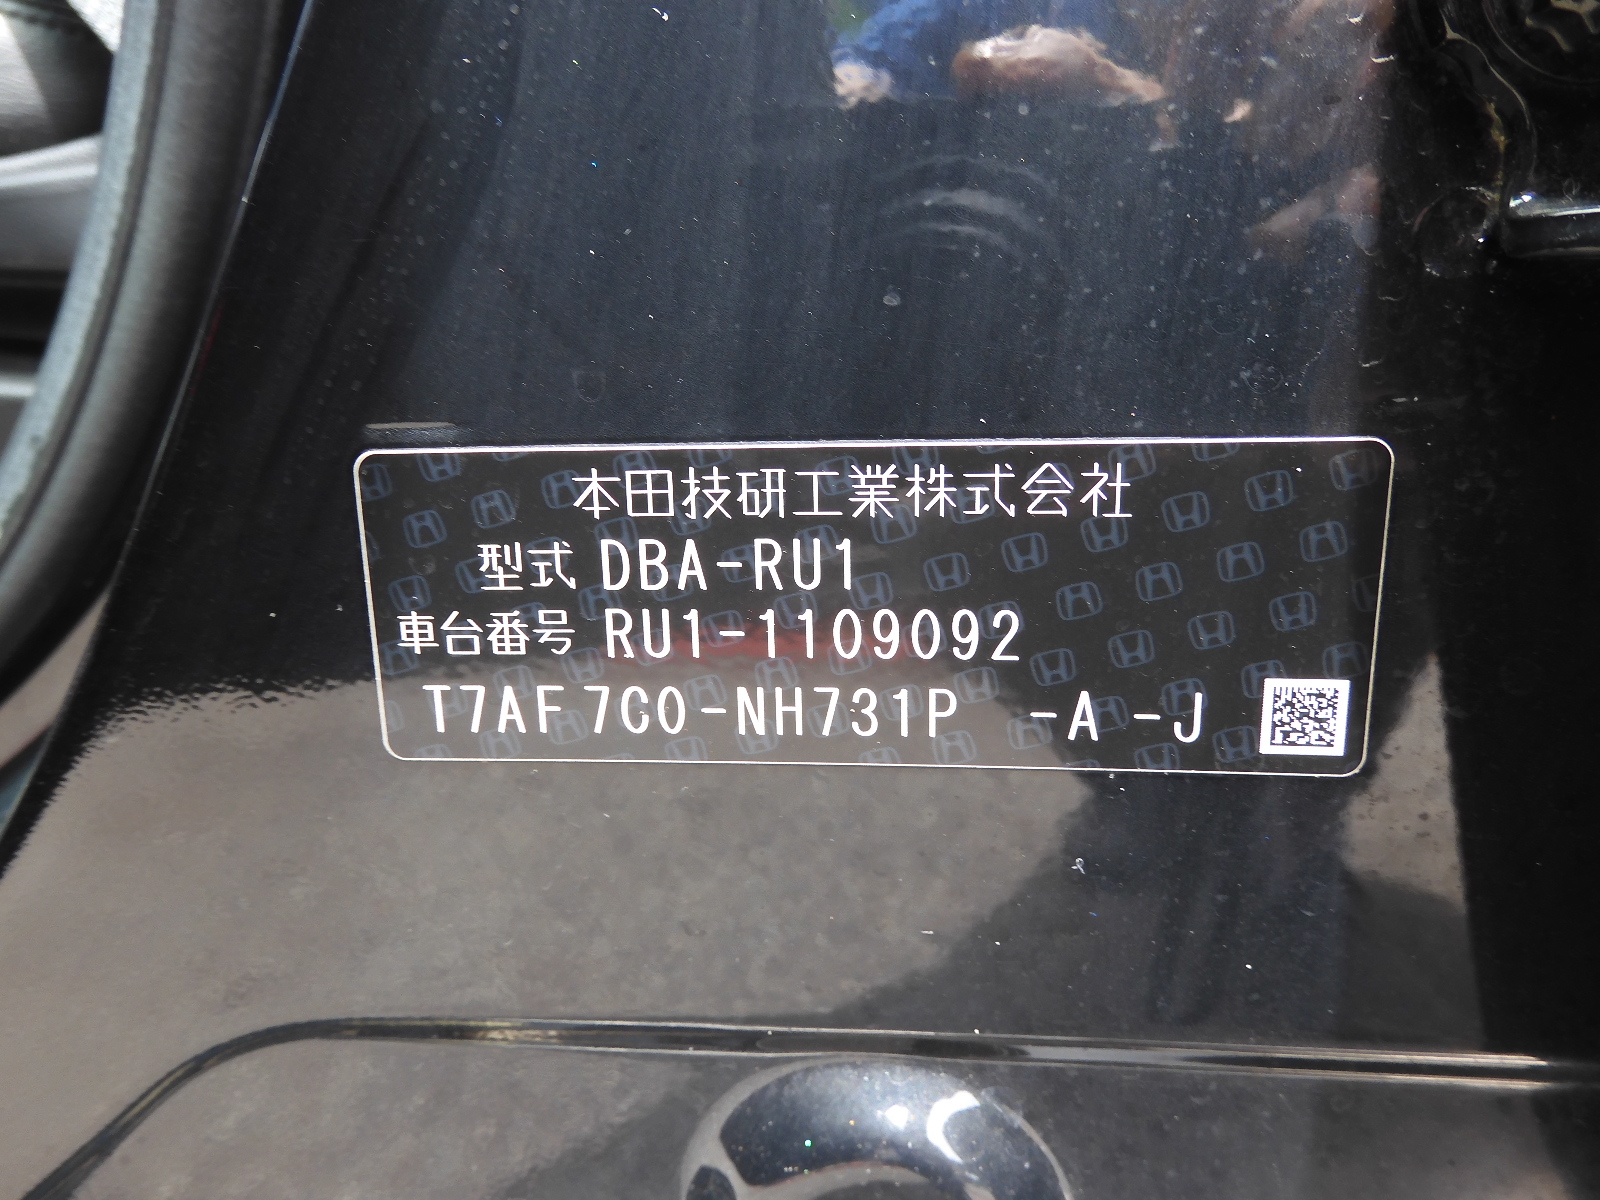 本田技研工業株式会社
型式 DBA-RU1
車台番号 RU1-1109092
T7AF7C0-NH731P -A -J